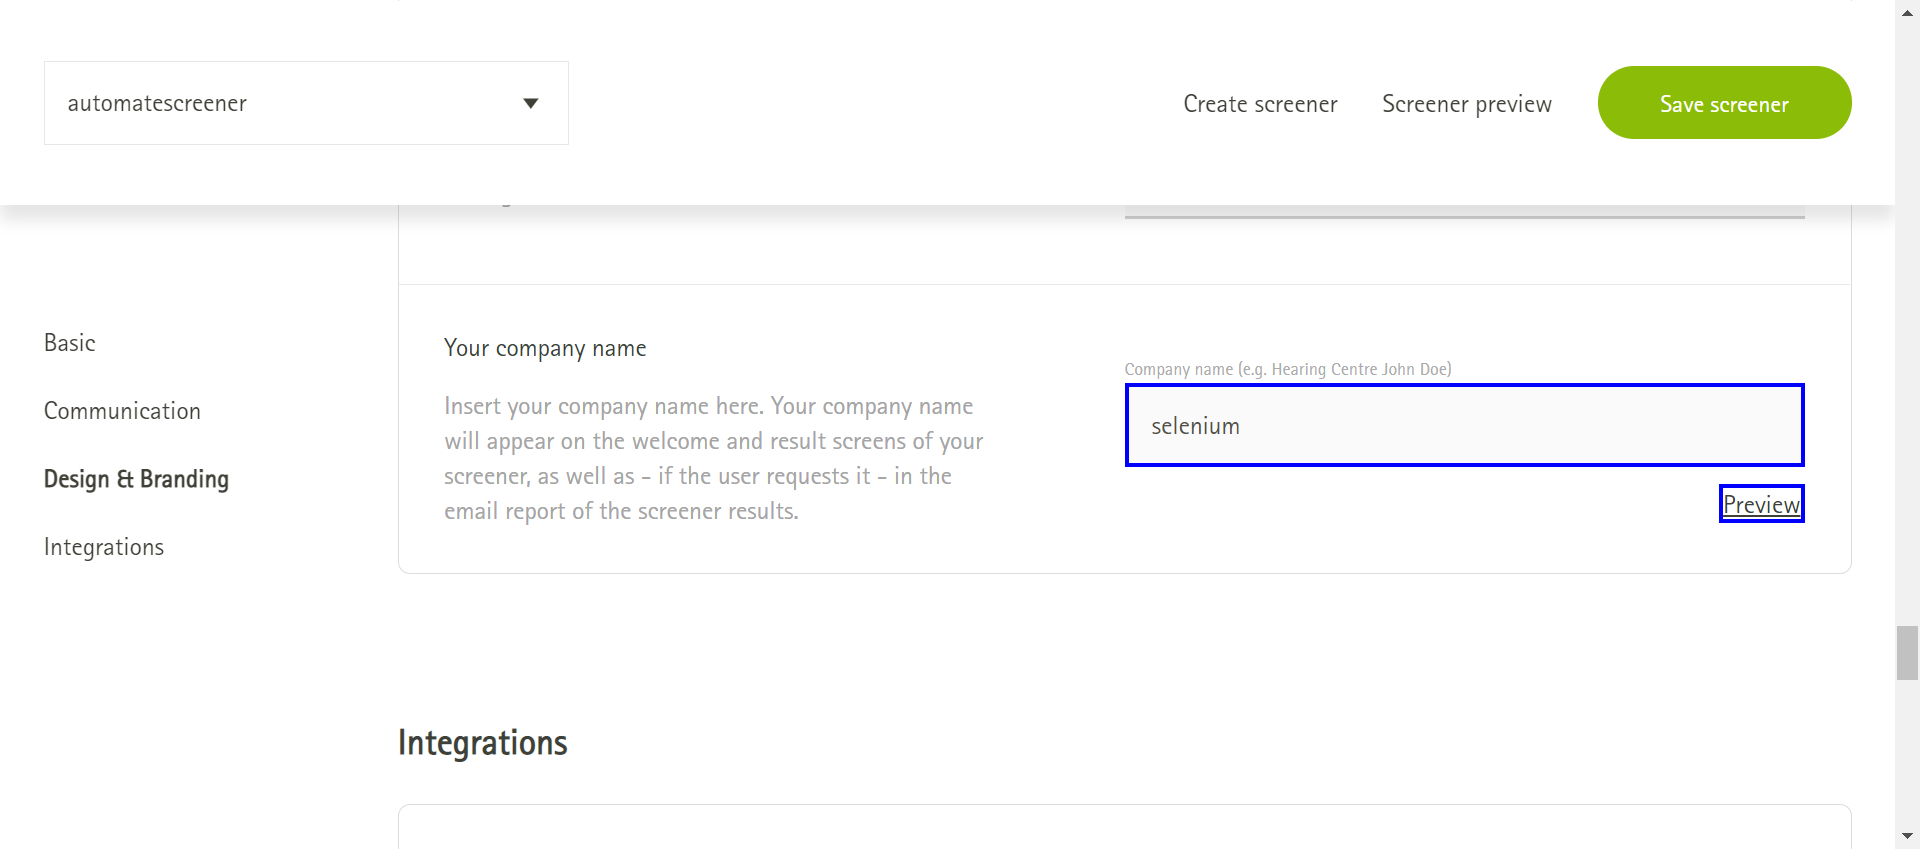 automatescreener
Create screener
Screener preview
Save screener
Basic
Communication
Design & Branding
Integrations
Your company name
Insert your company name here. Your company name
will appear on the welcome and result screens of your
screener, as well as - if the user requests it - in the
email report of the screener results.
Company name (e.g. Hearing Centre John Doe)
selenium
Preview
Integrations